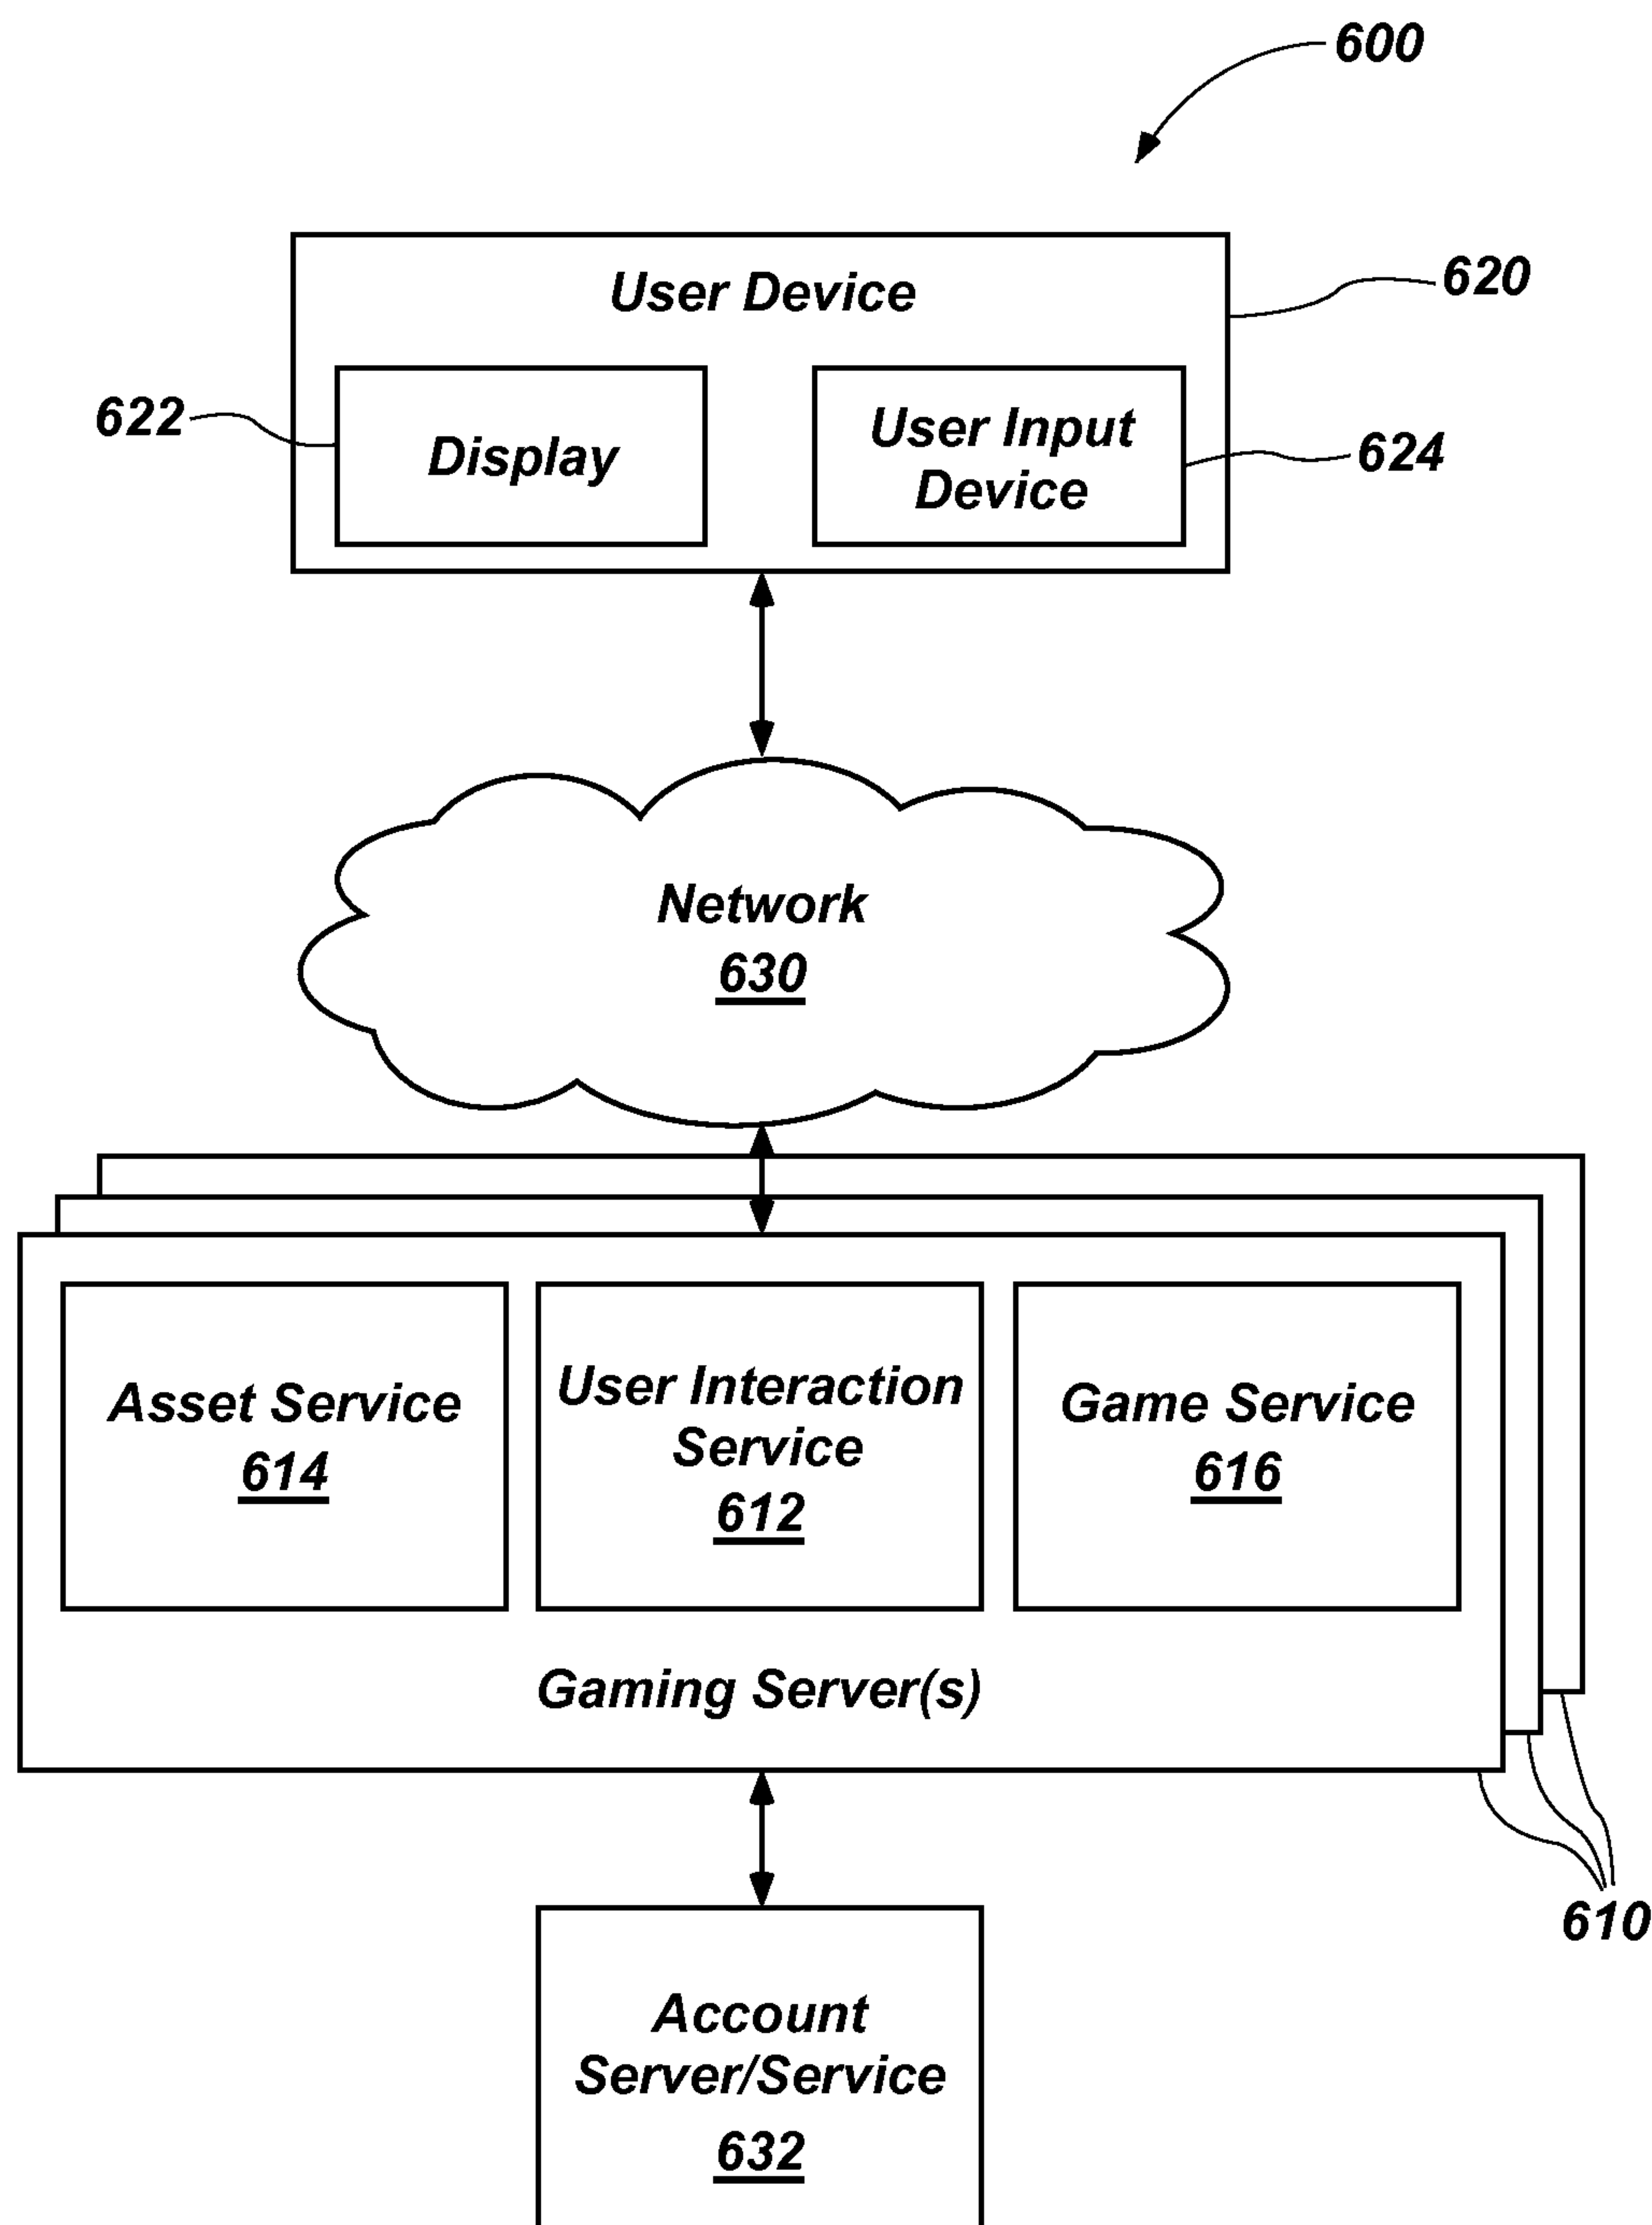 600
User Device
620
622
Display
User Input
Device
624
Network
630
Asset Service
614
User Interaction
Service
612
Game Service
616
Gaming Server(s)
610
Account
Server/Service
632